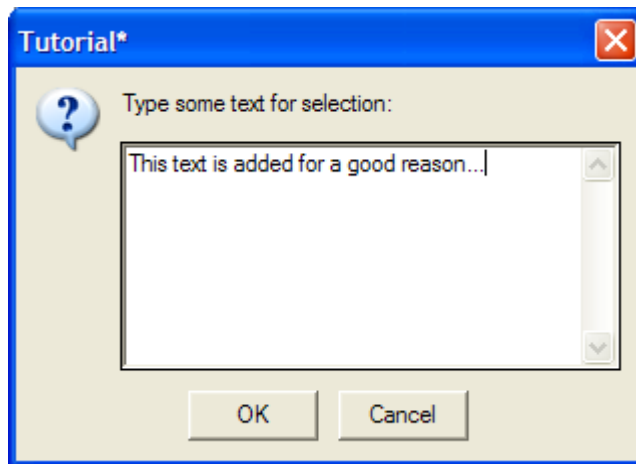 Tutorial*
Type some text for selection:
This text is added for a good reason...
OK
Cancel